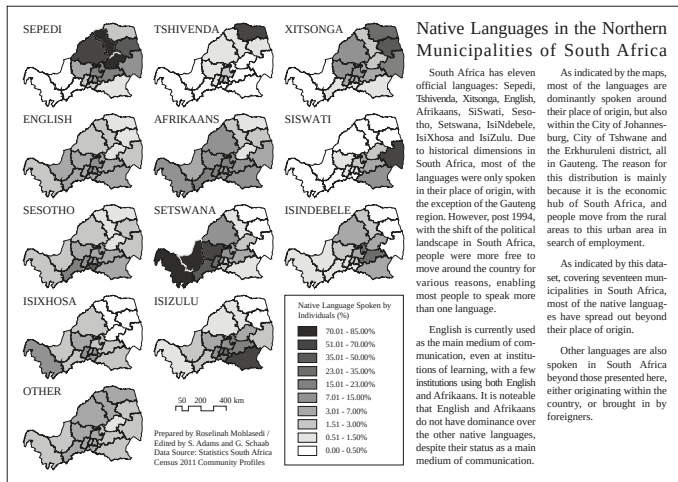 SEPEDI
TSHIVENDA
XITSONGA
ENGLISH
AFRIKAANS
SISWATI
SESOTHO
SETSWANA
ISINDEBELE
ISIXHOSA
ISIZULU
OTHER
50 200 400 km
Prepared by Roselinah Mohlasedi /
Edited by S. Adams and G. Schaab
Data Source: Statistics South Africa
Census 2011 Community Profiles
Native Language Spoken by
Individuals (%)
70.01 - 85.00%
51.01 - 70.00%
35.01 - 50.00%
23.01 - 35.00%
15.01 - 23.00%
7.01 - 15.00%
3.01 - 7.00%
1.51 - 3.00%
0.51 - 1.50%
0.00 - 0.50%
Native Languages in the Northern
Municipalities of South Africa
South Africa has eleven
official languages: Sepedi,
Tshivenda, Xitsonga, English,
Afrikaans, SiSwati, Seso-
tho, Setswana, IsiNdebele,
IsiXhosa and IsiZulu. Due
to historical dimensions in
South Africa, most of the
languages were only spoken
in their place of origin, with
the exception of the Gauteng
region. However, post 1994,
with the shift of the political
landscape in South Africa,
people were more free to
move around the country for
various reasons, enabling
most people to speak more
than one language.
English is currently used
as the main medium of com-
munication, even at institu-
tions of learning, with a few
institutions using both English
and Afrikaans. It is noteable
that English and Afrikaans
do not have dominance over
the other native languages,
despite their status as a main
medium of communication.
As indicated by the maps,
most of the languages are
dominantly spoken around
their place of origin, but also
within the City of Johannes-
burg, City of Tshwane and
the Erkhuruleni district, all
in Gauteng. The reason for
this distribution is mainly
because it is the economic
hub of South Africa, and
people move from the rural
areas to this urban area in
search of employment.
As indicated by this data-
set, covering seventeen mun-
icipalities in South Africa,
most of the native languag-
es have spread out beyond
their place of origin.
Other languages are also
spoken in South Africa
beyond those presented here,
either originating within the
country, or brought in by
foreigners.